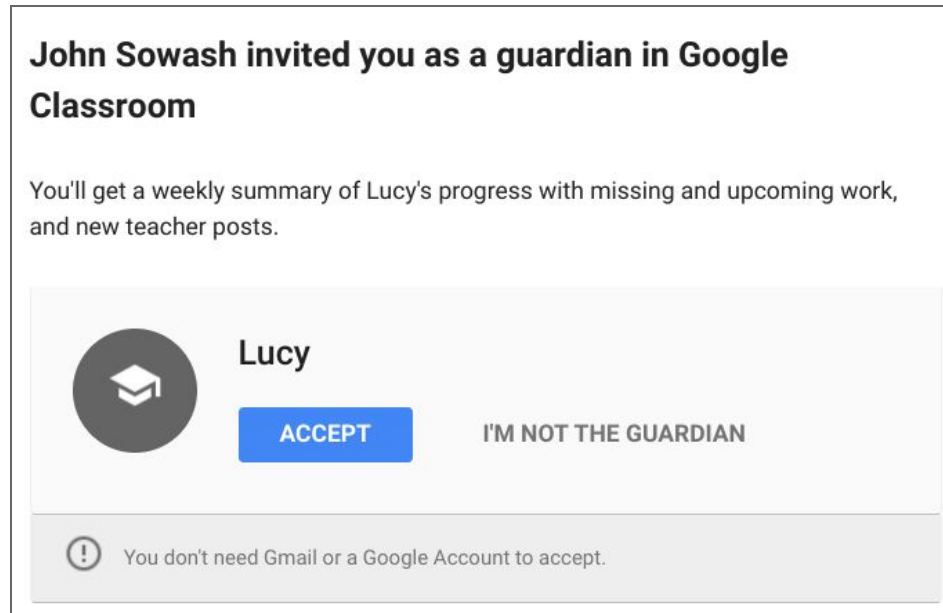 John Sowash invited you as a guardian in Google
Classroom
You'll get a weekly summary of Lucy's progress with missing and upcoming work,
and new teacher posts.
Lucy
ACCEPT
I'M NOT THE GUARDIAN
You don't need Gmail or a Google Account to accept.